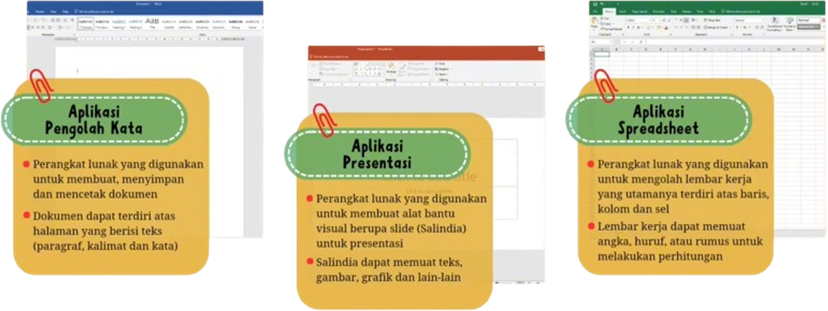 Aplikasi
Pengolah Kata
Perangkat lunak yang digunakan
untuk membuat, menyimpan
dan mencetak dokumen
Dokumen dapat terdiri atas
halaman yang berisi teks
(paragraf, kalimat dan kata)
Aplikasi
Presentasi
Perangkat lunak yang digunakan
untuk membuat alat bantu
visual berupa slide (Salindia)
untuk presentasi
Salindia dapat memuat teks,
gambar, grafik dan lain-lain
Aplikasi
Spreadsheet
Perangkat lunak yang digunakan
untuk mengolah lembar kerja
yang utamanya terdiri atas baris,
kolom dan sel
Lembar kerja dapat memuat
angka, huruf, atau rumus untuk
melakukan perhitungan